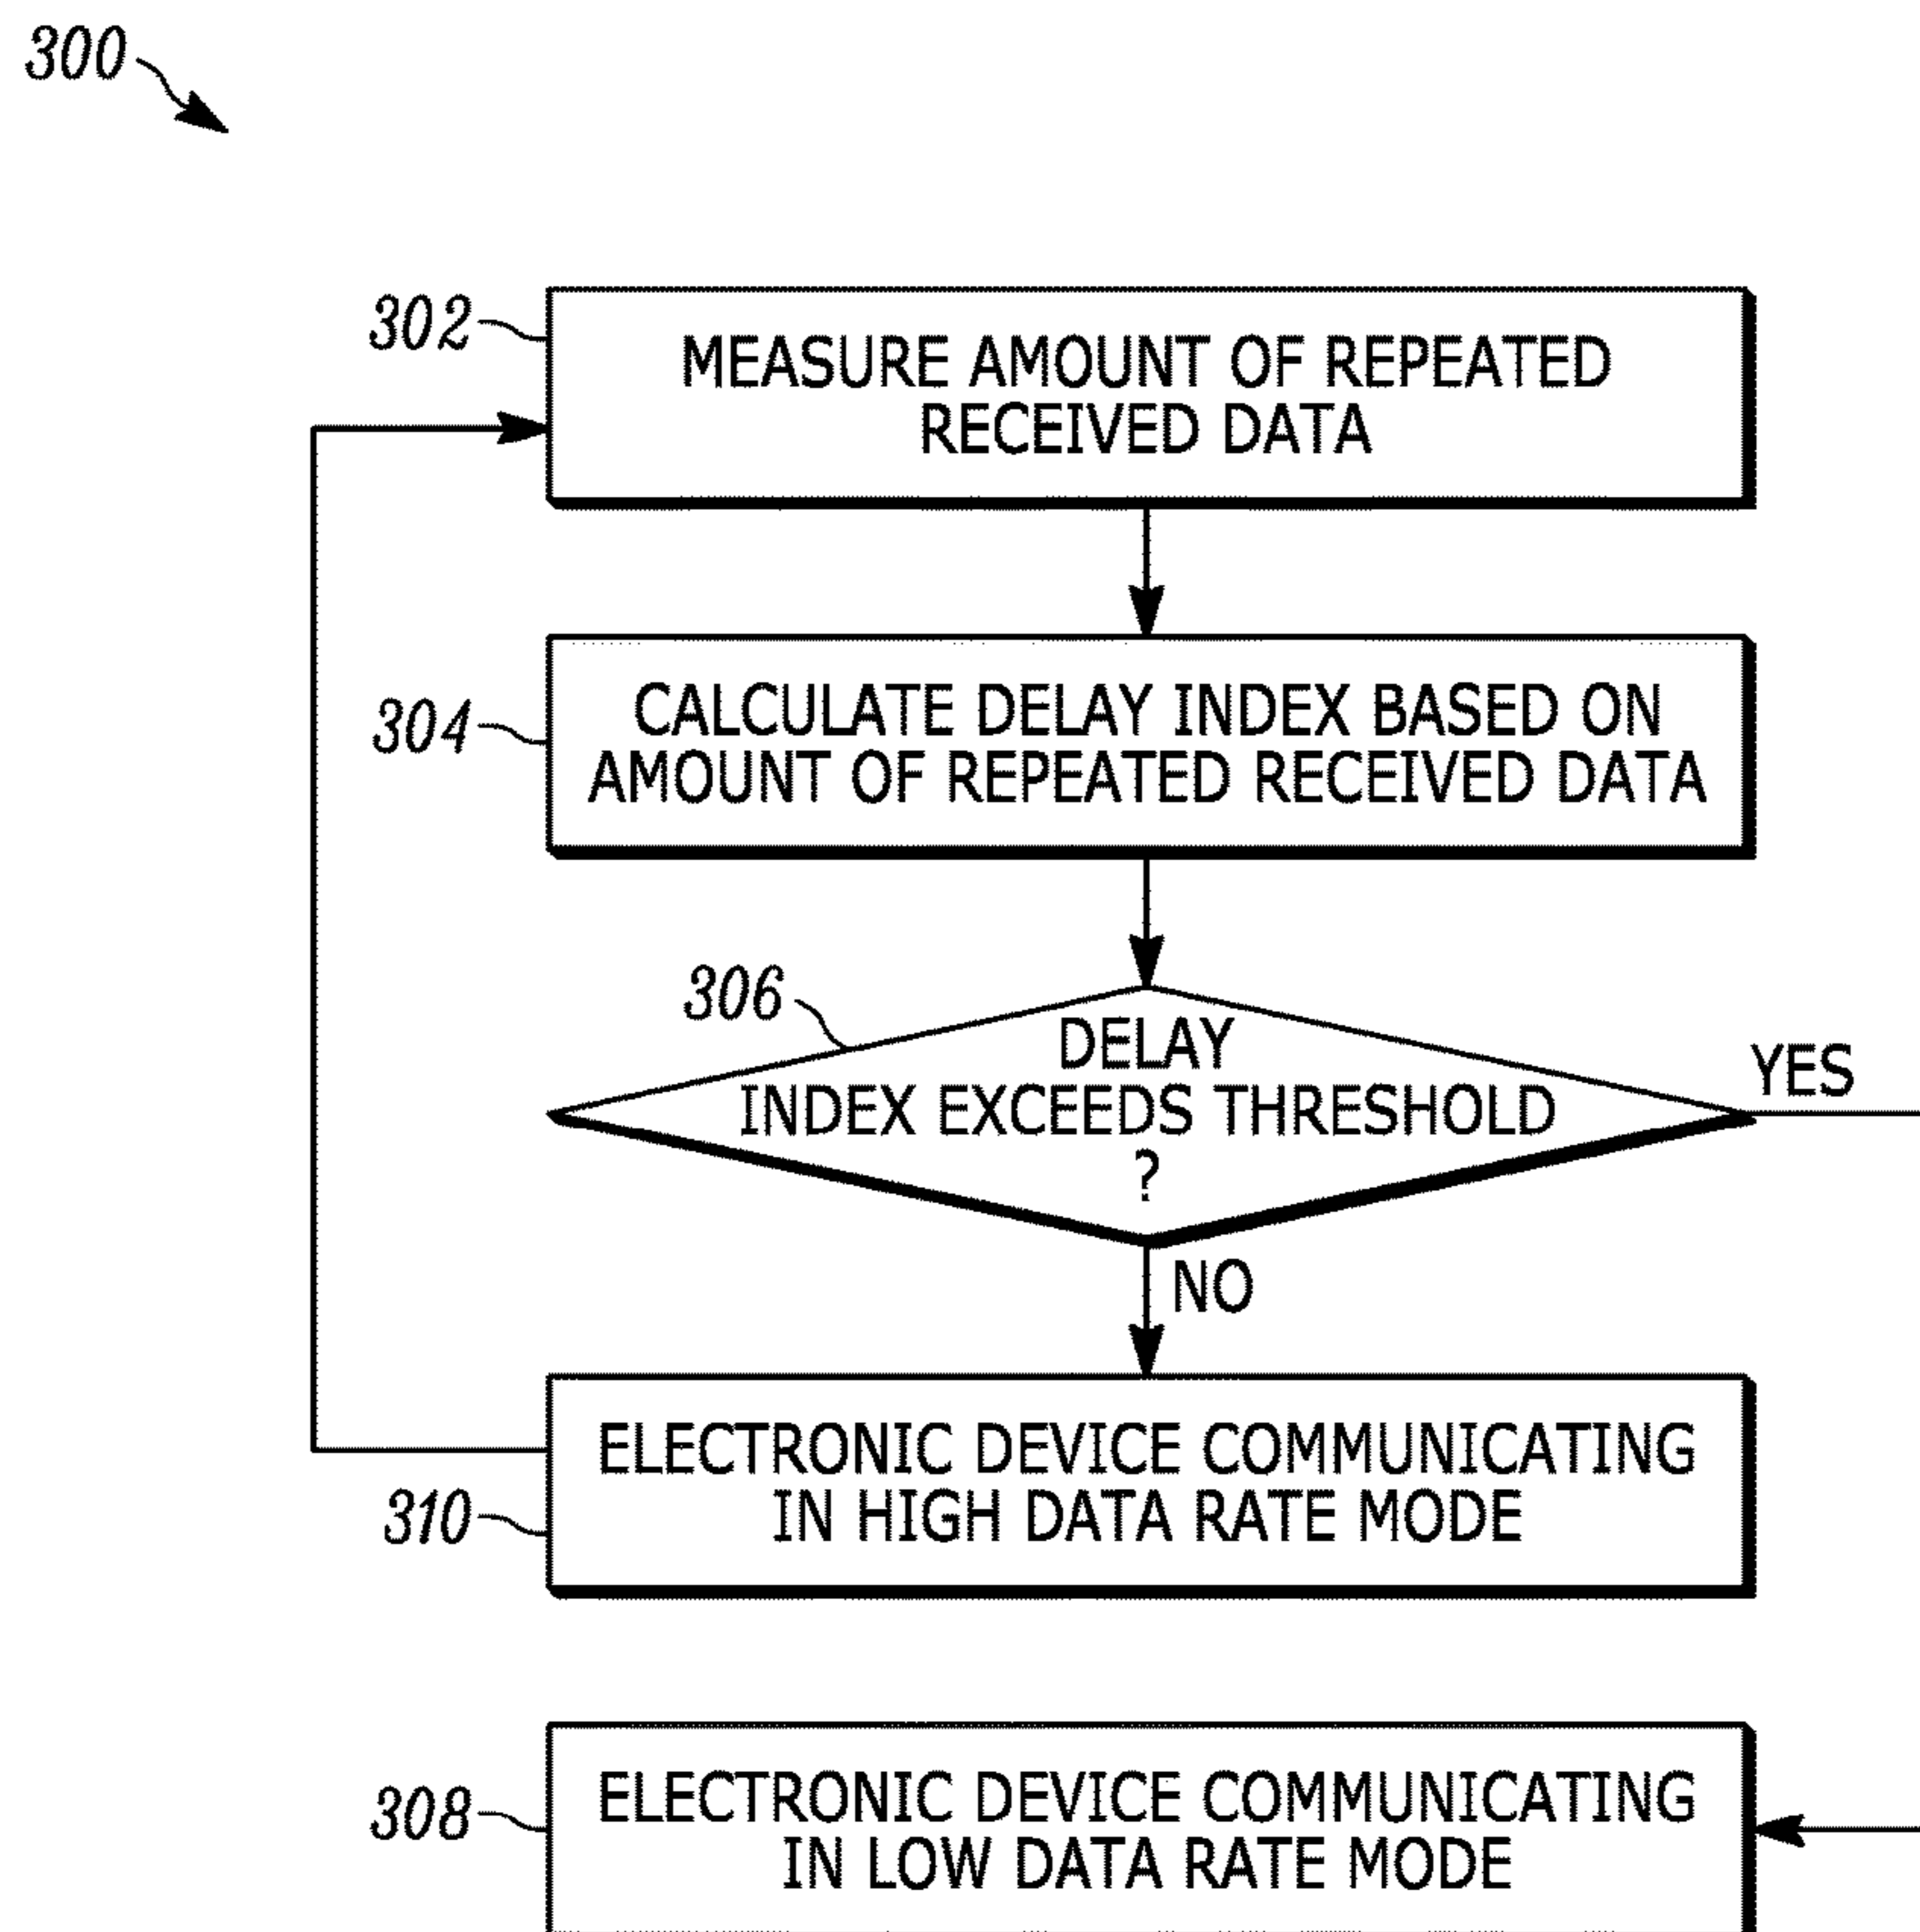 300
302
MEASURE AMOUNT OF REPEATED
RECEIVED DATA
304
CALCULATE DELAY INDEX BASED ON
AMOUNT OF REPEATED RECEIVED DATA
306
DELAY
INDEX EXCEEDS THRESHOLD
?
YES
NO
310
ELECTRONIC DEVICE COMMUNICATING
IN HIGH DATA RATE MODE
308
ELECTRONIC DEVICE COMMUNICATING
IN LOW DATA RATE MODE